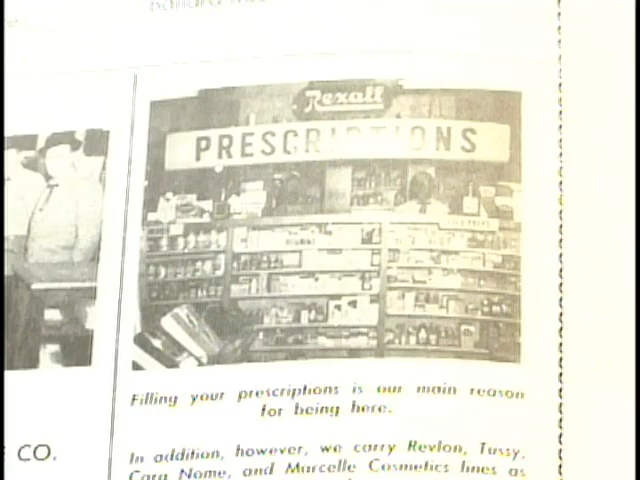 Rexall
PRESCRIPTIONS
Filling your prescriptions is our main reason
for being here.
CO.
In addition, however, we carry Revlon, Tussy,
Cara Nome, and Marcelle Cosmetics lines as